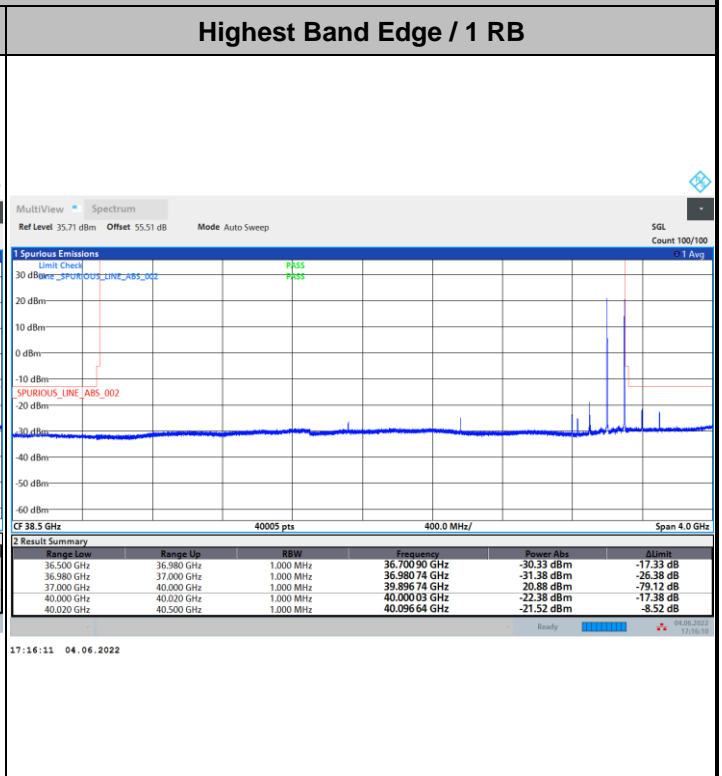 Highest Band Edge / 1 RB
MultiView Spectrum
Ref Level 35.71 dBm Offset 55.51 dB Mode Auto Sweep SGL
Count 100/100
1 Spurious Emissions 1 Avg
Limit Check PASS
30 dBm Line _SPURIOUS_LINE_ABS_002 PASS
20 dBm
10 dBm
0 dBm
-10 dBm
_SPURIOUS_LINE_ABS_002
-20 dBm
-30 dBm
-40 dBm
-50 dBm
-60 dBm
CF 38.5 GHz 40005 pts 400.0 MHz/ Span 4.0 GHz
2 Result Summary
Range Low Range Up RBW Frequency Power Abs ΔLimit
36.500 GHz 36.980 GHz 1.000 MHz 36.700 90 GHz -30.33 dBm -17.33 dB
36.980 GHz 37.000 GHz 1.000 MHz 36.980 74 GHz -31.38 dBm -26.38 dB
37.000 GHz 40.000 GHz 1.000 MHz 39.896 74 GHz 20.88 dBm -79.12 dB
40.000 GHz 40.020 GHz 1.000 MHz 40.000 03 GHz -22.38 dBm -17.38 dB
40.020 GHz 40.500 GHz 1.000 MHz 40.096 64 GHz -21.52 dBm -8.52 dB
Ready 04.06.2022
17:16:10
17:16:11 04.06.2022